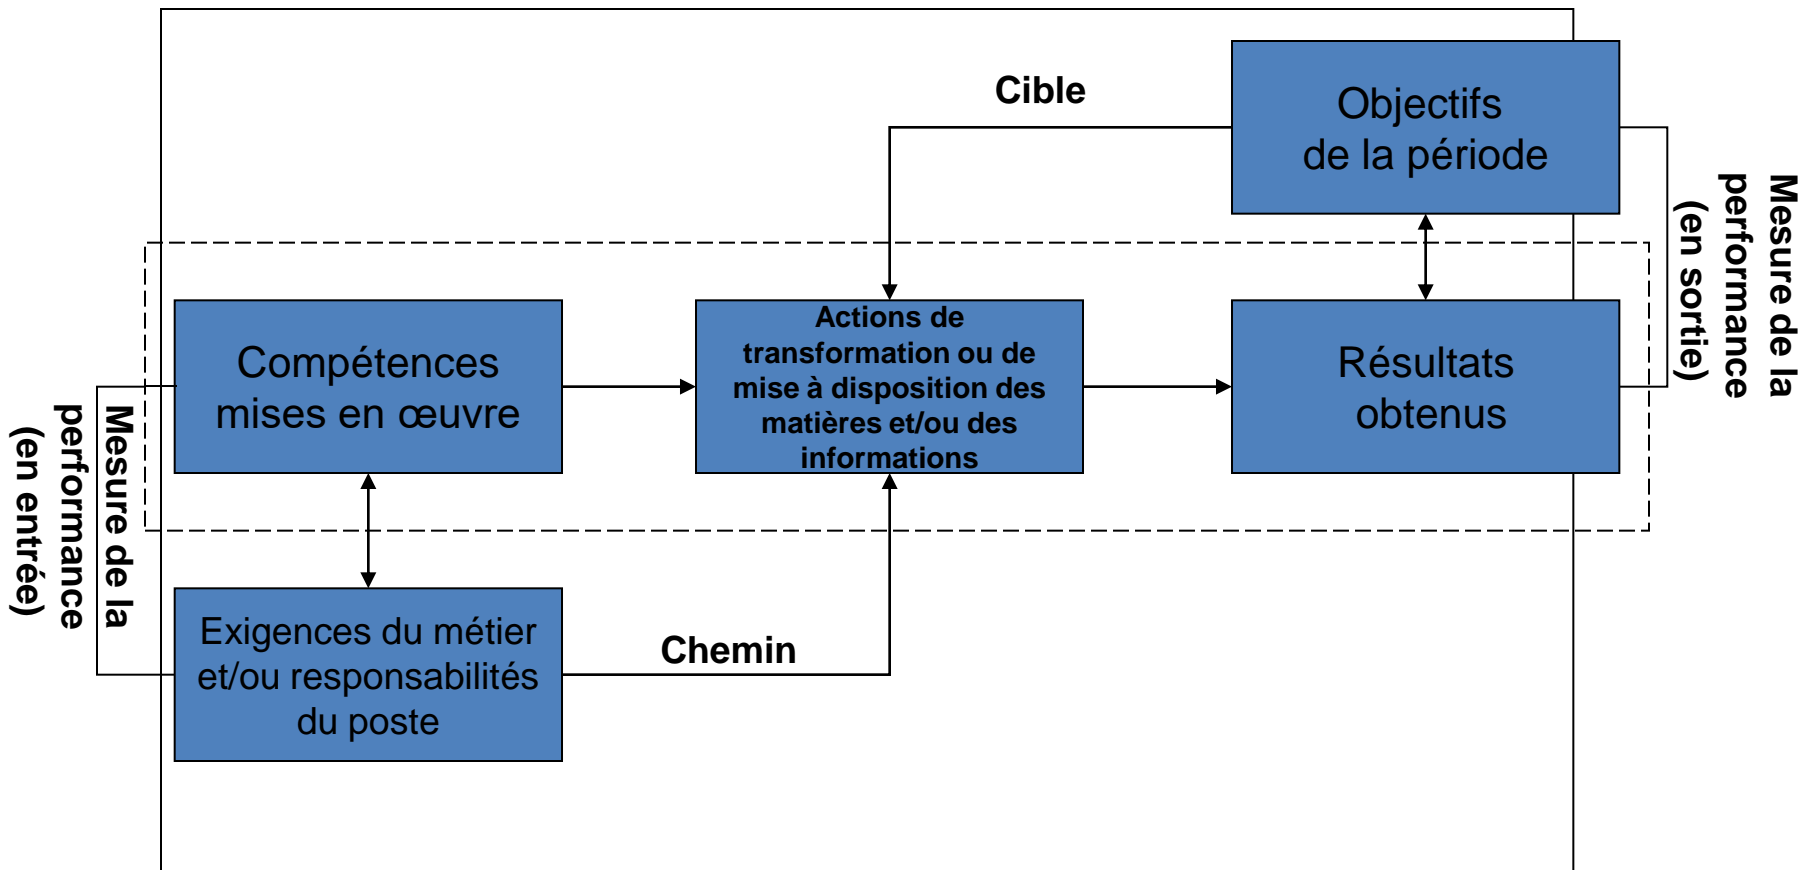 Cible
Objectifs
de la période
Mesure de la
performance
(en sortie)
Compétences
mises en œuvre
Actions de
transformation ou de
mise à disposition des
matières et/ou des
informations
Résultats
obtenus
Mesure de la
performance
(en entrée)
Exigences du métier
et/ou responsabilités
du poste
Chemin